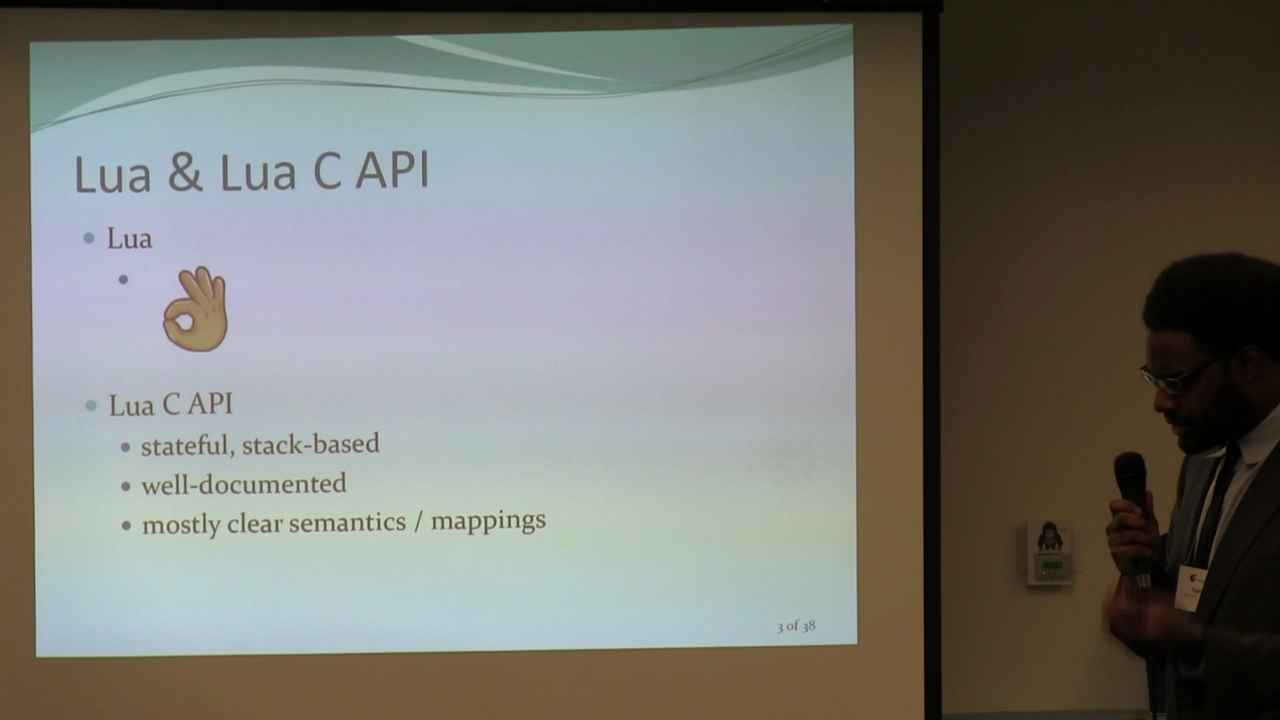 Lua & Lua C API
Lua
Lua C API
stateful, stack-based
well-documented
mostly clear semantics / mappings
3 of 38